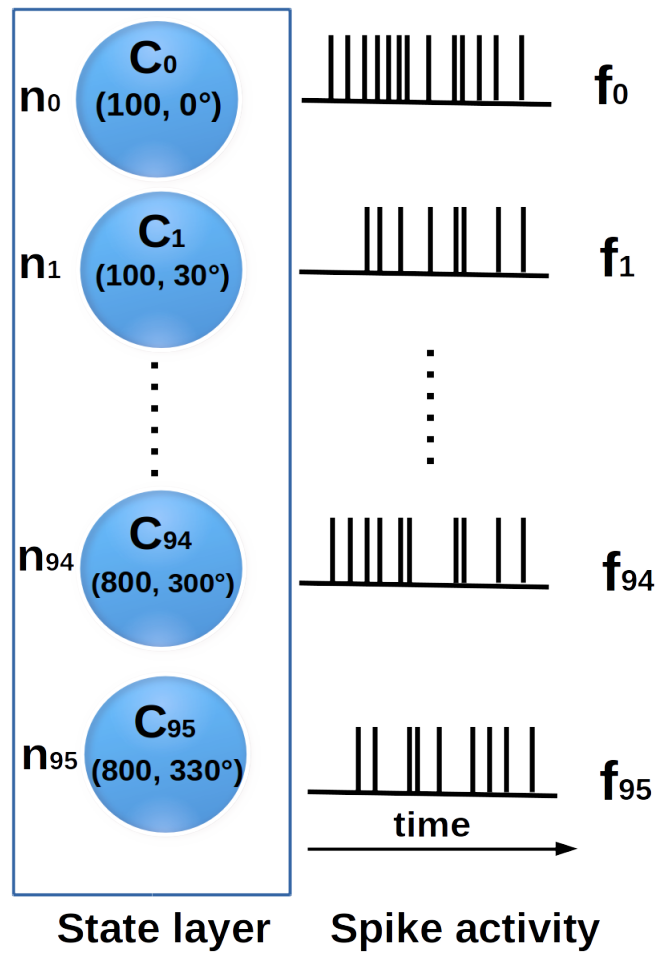 C0
n0 (100, 0°) f0
C1
n1 (100, 30°) f1
C94
n94 (800, 300°) f94
C95
n95 (800, 330°) f95
time
State layer Spike activity